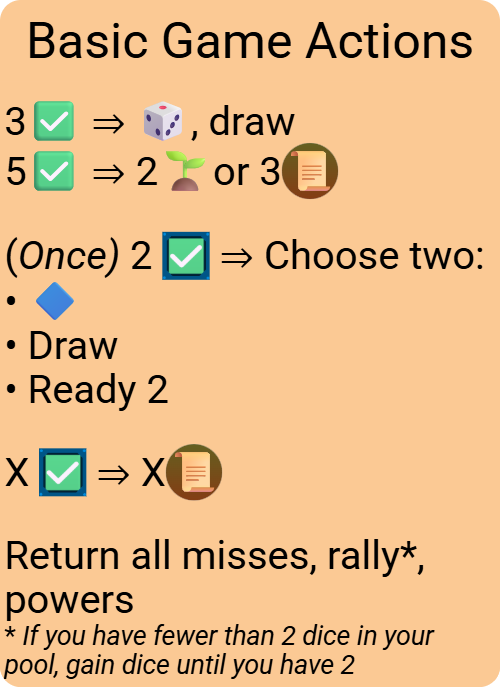 Basic Game Actions
3 ✅ ⇒ 🎲, draw
5 ✅ ⇒ 2 🌱 or 3 📜
(Once) 2 ✅ ⇒ Choose two:
• 🔷
• Draw
• Ready 2
X ✅ ⇒ X 📜
Return all misses, rally*,
powers
* If you have fewer than 2 dice in your
pool, gain dice until you have 2